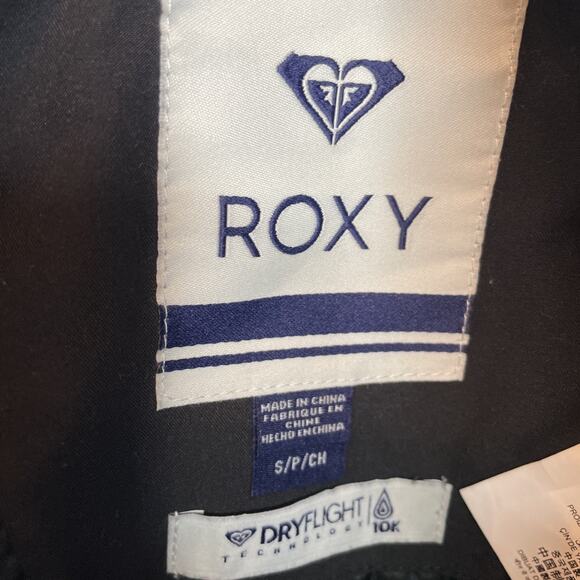 ROXY
MADE IN CHINA
FABRIQUE EN
CHINE
HECHO EN CHINA
S/P/CH
DRYFLIGHT
TECHNOLOGY
10K